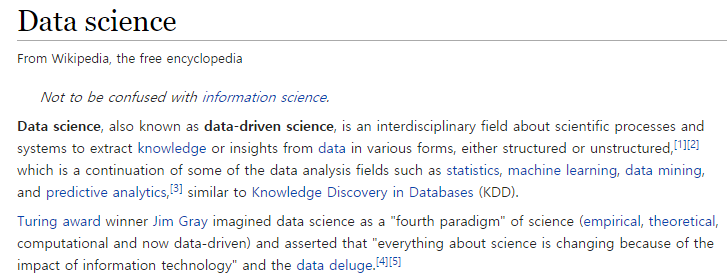 Data science
From Wikipedia, the free encyclopedia
Not to be confused with information science.
Data science, also known as data-driven science, is an interdisciplinary field about scientific processes and
systems to extract knowledge or insights from data in various forms, either structured or unstructured,[1][2]
which is a continuation of some of the data analysis fields such as statistics, machine learning, data mining,
and predictive analytics,[3] similar to Knowledge Discovery in Databases (KDD).
Turing award winner Jim Gray imagined data science as a "fourth paradigm" of science (empirical, theoretical,
computational and now data-driven) and asserted that "everything about science is changing because of the
impact of information technology" and the data deluge.[4][5]